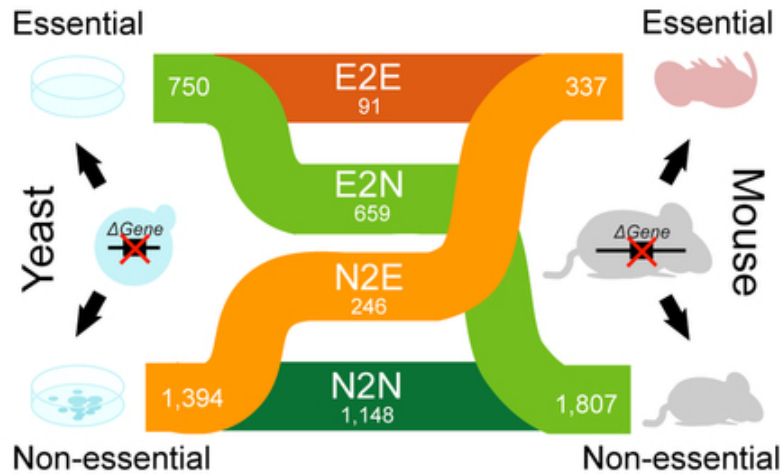 Essential
Essential
750
E2E
91
337
E2N
659
Yeast
ΔGene
ΔGene
Mouse
N2E
246
1,394
N2N
1,148
1,807
Non-essential
Non-essential